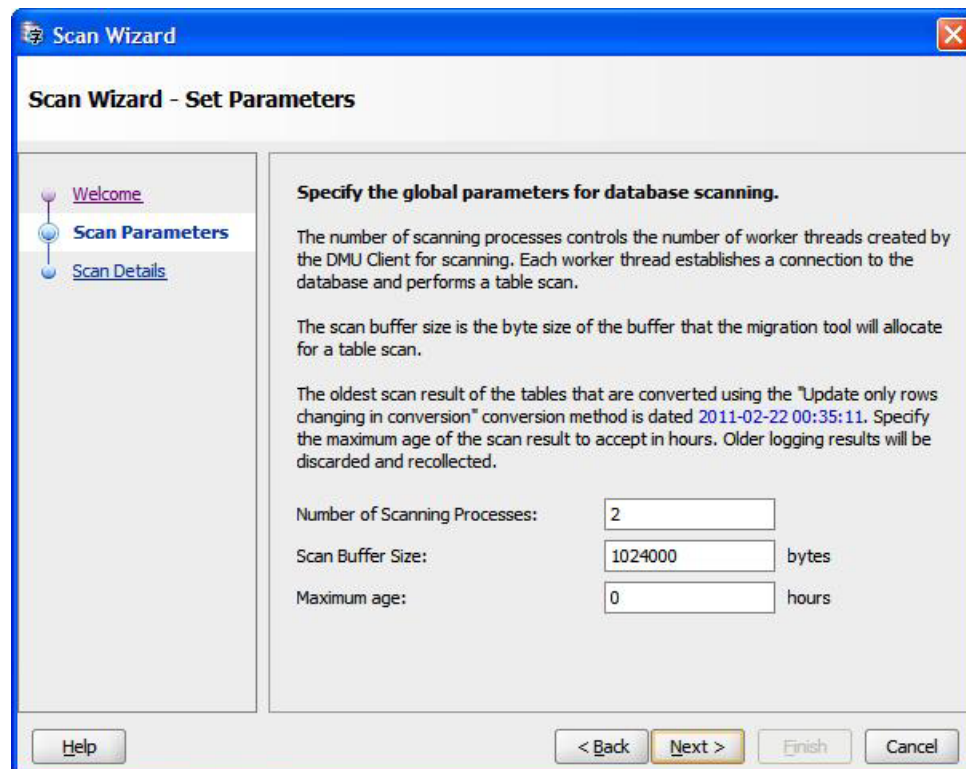 Scan Wizard
Scan Wizard - Set Parameters
Welcome
Scan Parameters
Scan Details
Specify the global parameters for database scanning.
The number of scanning processes controls the number of worker threads created by
the DMU Client for scanning. Each worker thread establishes a connection to the
database and performs a table scan.
The scan buffer size is the byte size of the buffer that the migration tool will allocate
for a table scan.
The oldest scan result of the tables that are converted using the "Update only rows
changing in conversion" conversion method is dated 2011-02-22 00:35:11. Specify
the maximum age of the scan result to accept in hours. Older logging results will be
discarded and recollected.
Number of Scanning Processes: 2
Scan Buffer Size: 1024000 bytes
Maximum age: 0 hours
Help < Back Next > Finish Cancel